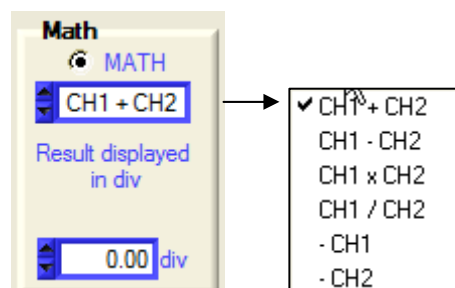 Math
MATH
CH1 + CH2
Result displayed
in div
0.00 div
CH1 + CH2
CH1 - CH2
CH1 x CH2
CH1 / CH2
- CH1
- CH2